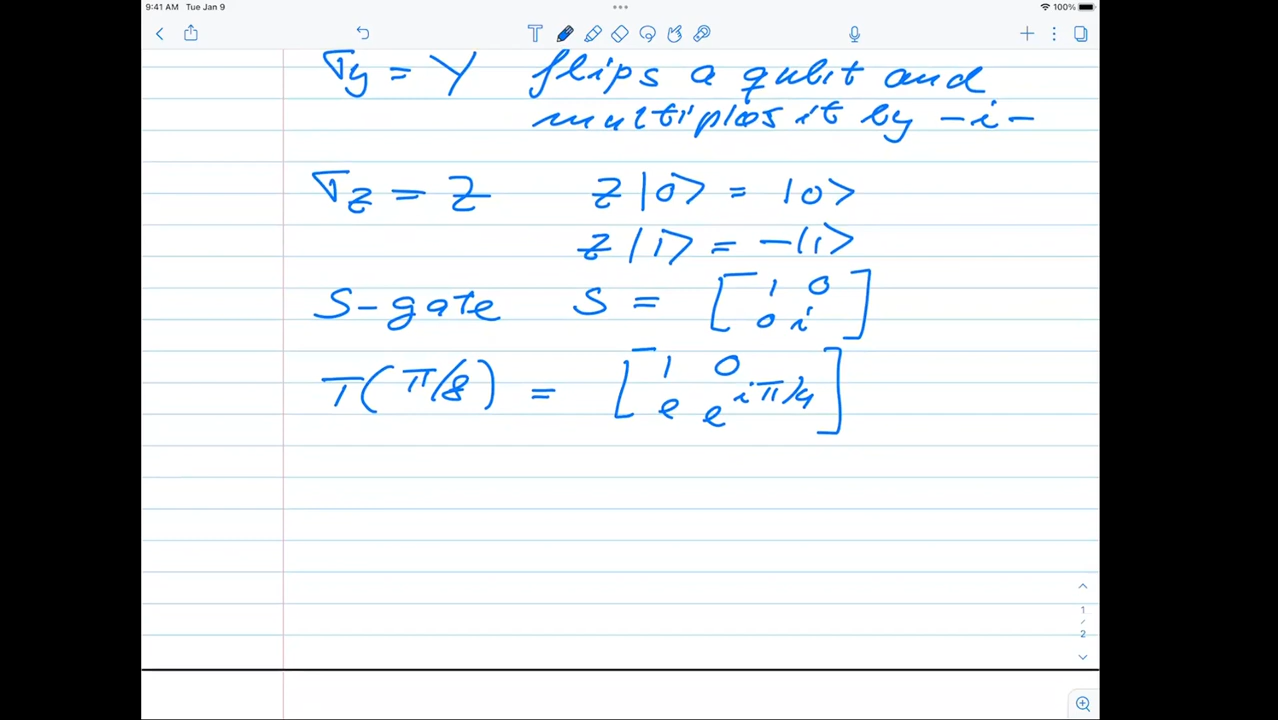 9:41 AM Tue Jan 9
100%
σy = Y flips a qubit and
multiplos it by -i-
σz = Z Z|0> = |0>
Z|1> = -|1>
S-gate S = [1 0
0 i]
T(π/8) = [1 0
e e^iπ/4]
1
/
2